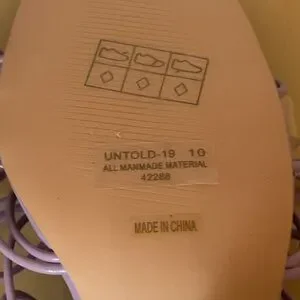 UNTOLD-19 10
ALL MANMADE MATERIAL
42288
MADE IN CHINA